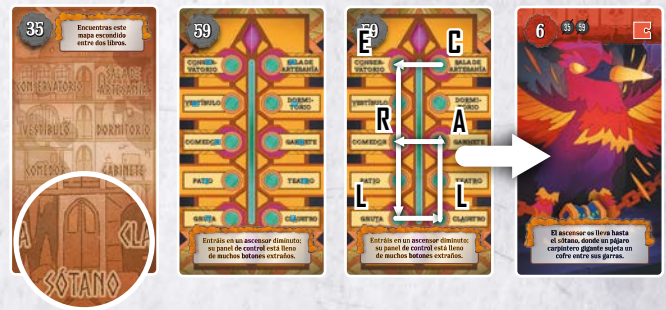 35
Encuentras este
mapa escondido
entre dos libros.
CONSERVATORIO
SALA DE
ARTESANÍA
VESTÍBULO
DORMITORIO
COMEDOR
GABINETE
A
CLA
SÓTANO
59
CONSER-
VATORIO
SALA DE
ARTESANÍA
VESTÍBULO
DORMI-
TORIO
COMEDOR
GABINETE
PATIO
TEATRO
GRUTA
CLAUSTRO
Entráis en un ascensor diminuto;
su panel de control está lleno
de muchos botones extraños.
59
E
C
CONSER-
VATORIO
SALA DE
ARTESANÍA
VESTÍBULO
DORMI-
TORIO
R
A
COMEDOR
GABINETE
PATIO
TEATRO
L
L
GRUTA
CLAUSTRO
Entráis en un ascensor diminuto;
su panel de control está lleno
de muchos botones extraños.
6
35 59
El ascensor os lleva hasta
el sótano, donde un pájaro
carpintero gigante sujeta un
cofre entre sus garras.